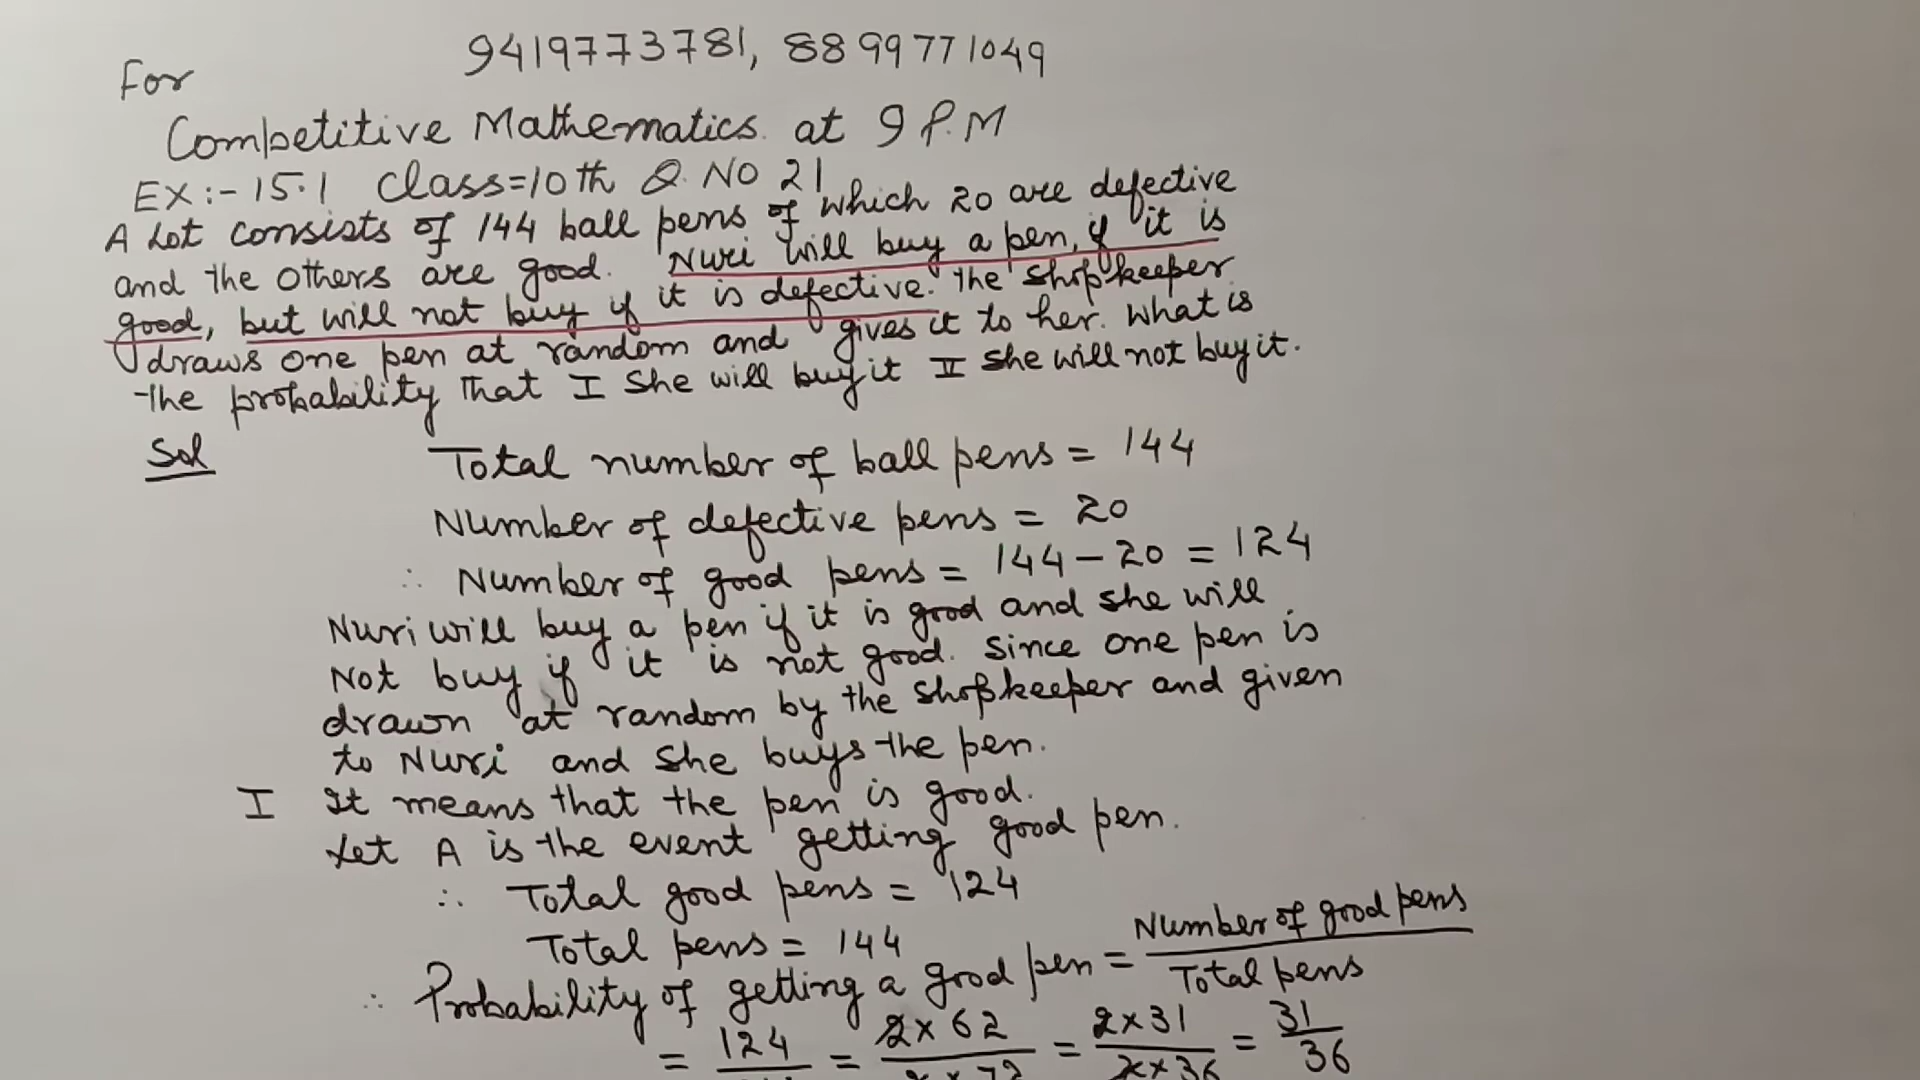 9419773781, 8899771049
For
Competitive Mathematics at 9 P.M
EX:-15.1 Class=10th Q. NO 21
A Lot consists of 144 ball pens of which 20 are defective
and the others are good. Nuri will buy a pen, if it is
good, but will not buy if it is defective. The shopkeeper
draws one pen at random and gives it to her. What is
the probability that I She will buy it II she will not buy it.
Sol Total number of ball pens = 144
Number of defective pens = 20
∴ Number of good pens = 144 - 20 = 124
Nuri will buy a pen if it is good and she will
Not buy if it is not good. Since one pen is
drawn at random by the shopkeeper and given
to Nuri and she buys the pen.
I It means that the pen is good.
Let A is the event getting good pen.
∴ Total good pens = 124
Total pens = 144
∴ Probability of getting a good pen = Number of good pens / Total pens
= 124 / = 2×62 / 2×72 = 2×31 / 2×36 = 31/36